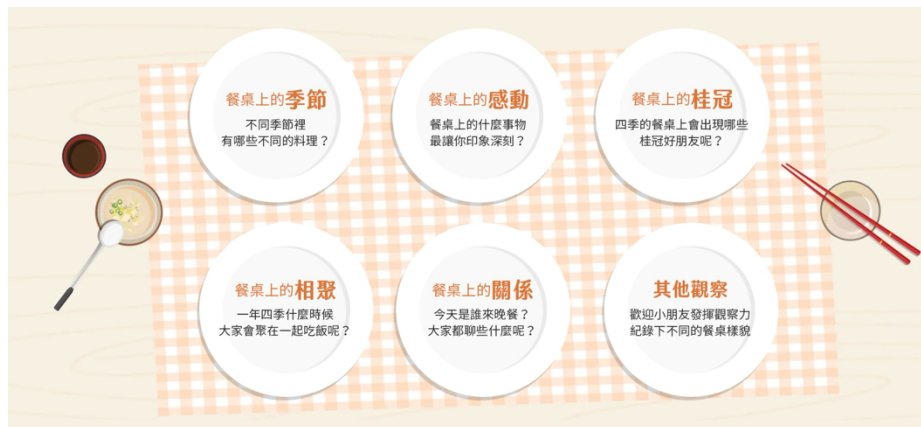 餐桌上的季節
不同季節裡
有哪些不同的料理？
餐桌上的感動
餐桌上的什麼事物
最讓你印象深刻？
餐桌上的桂冠
四季的餐桌上會出現哪些
桂冠好朋友呢？
餐桌上的相聚
一年四季什麼時候
大家會聚在一起吃飯呢？
餐桌上的關係
今天是誰來晚餐？
大家都聊些什麼呢？
其他觀察
歡迎小朋友發揮觀察力
紀錄下不同的餐桌樣貌